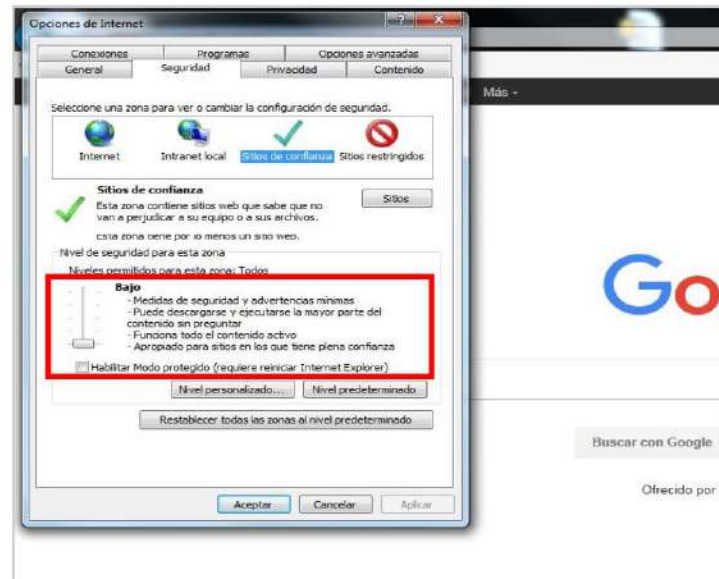 Opciones de Internet
Conexiones Programas Opciones avanzadas
General Seguridad Privacidad Contenido
Más
Seleccione una zona para ver o cambiar la configuración de seguridad.
Internet Intranet local Sitios de confianza Sitios restringidos
Sitios de confianza
Sitios
Esta zona contiene sitios web que sabe que no
van a perjudicar a su equipo o a sus archivos.
Esta zona tiene por lo menos un sitio web.
Nivel de seguridad para esta zona
Niveles permitidos para esta zona: Todos
Bajo
- Medidas de seguridad y advertencias mínimas
- Puede descargarse y ejecutarse la mayor parte del
contenido sin preguntar
- Funciona todo el contenido activo
- Apropiado para sitios en los que tiene plena confianza
Habilitar Modo protegido (requiere reiniciar Internet Explorer)
Nivel personalizado... Nivel predeterminado
Restablecer todas las zonas al nivel predeterminado
Aceptar Cancelar Aplicar
Go
Buscar con Google
Ofrecido por